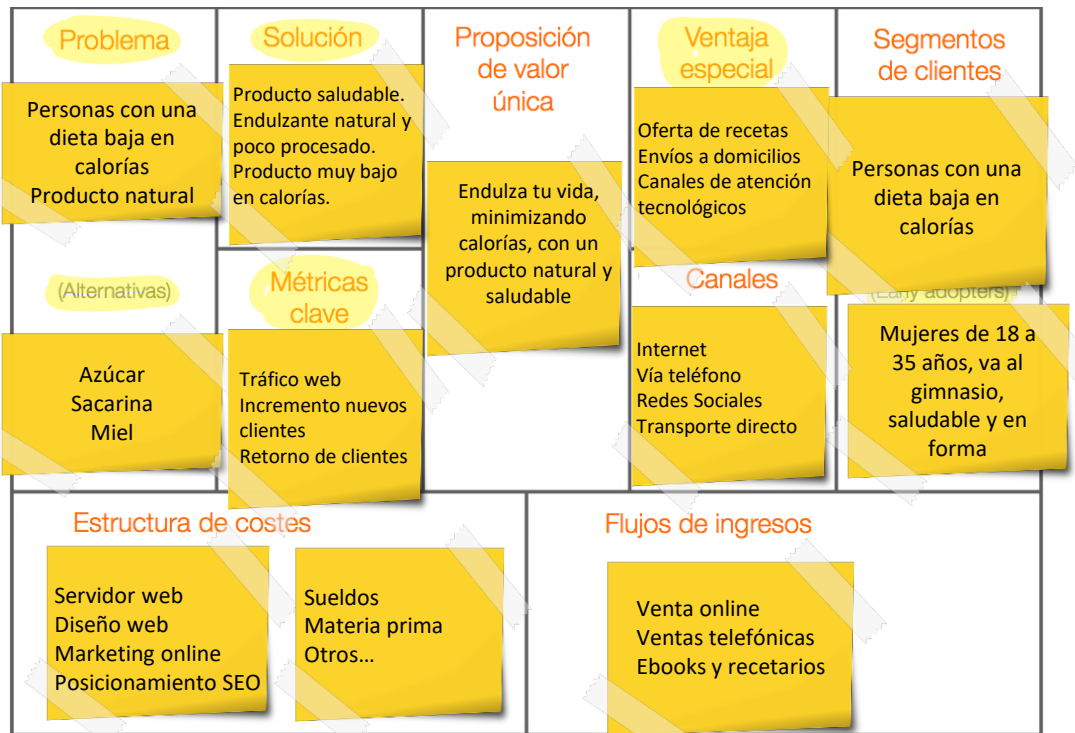 Problema
Personas con una
dieta baja en
calorías
Producto natural
(Alternativas)
Azúcar
Sacarina
Miel
Solución
Producto saludable.
Endulzante natural y
poco procesado.
Producto muy bajo
en calorías.
Métricas
clave
Tráfico web
Incremento nuevos
clientes
Retorno de clientes
Proposición
de valor
única
Endulza tu vida,
minimizando
calorías, con un
producto natural y
saludable
Ventaja
especial
Oferta de recetas
Envíos a domicilios
Canales de atención
tecnológicos
Canales
Internet
Vía teléfono
Redes Sociales
Transporte directo
Segmentos
de clientes
Personas con una
dieta baja en
calorías
(Early adopters)
Mujeres de 18 a
35 años, va al
gimnasio,
saludable y en
forma
Estructura de costes
Servidor web
Diseño web
Marketing online
Posicionamiento SEO
Sueldos
Materia prima
Otros…
Flujos de ingresos
Venta online
Ventas telefónicas
Ebooks y recetarios